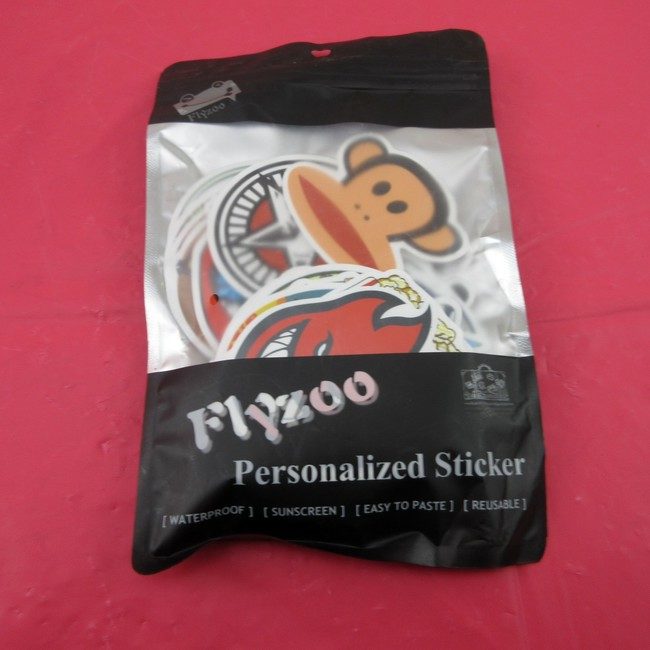 Flyzoo
N
Flyzoo
Personalized Sticker
[ WATERPROOF ] [ SUNSCREEN ] [ EASY TO PASTE ] [ REUSABLE ]